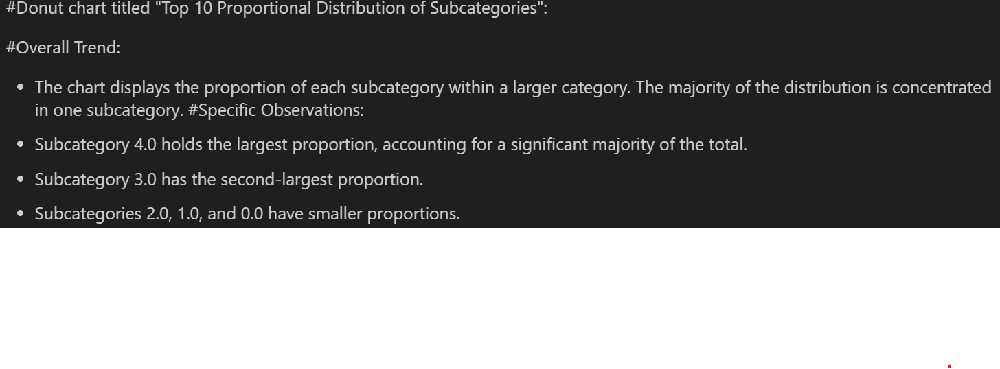 #Donut chart titled "Top 10 Proportional Distribution of Subcategories":
#Overall Trend:
• The chart displays the proportion of each subcategory within a larger category. The majority of the distribution is concentrated
in one subcategory. #Specific Observations:
• Subcategory 4.0 holds the largest proportion, accounting for a significant majority of the total.
• Subcategory 3.0 has the second-largest proportion.
• Subcategories 2.0, 1.0, and 0.0 have smaller proportions.